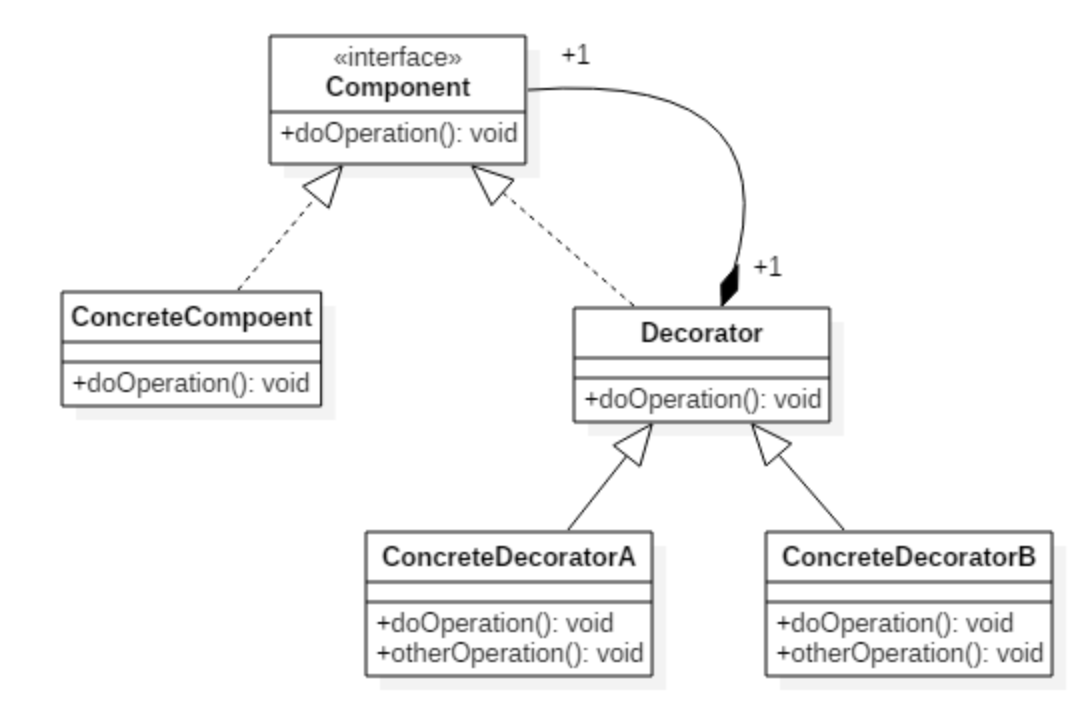 «interface»
Component
+doOperation(): void
+1
+1
ConcreteCompoent
+doOperation(): void
Decorator
+doOperation(): void
ConcreteDecoratorA
+doOperation(): void
+otherOperation(): void
ConcreteDecoratorB
+doOperation(): void
+otherOperation(): void